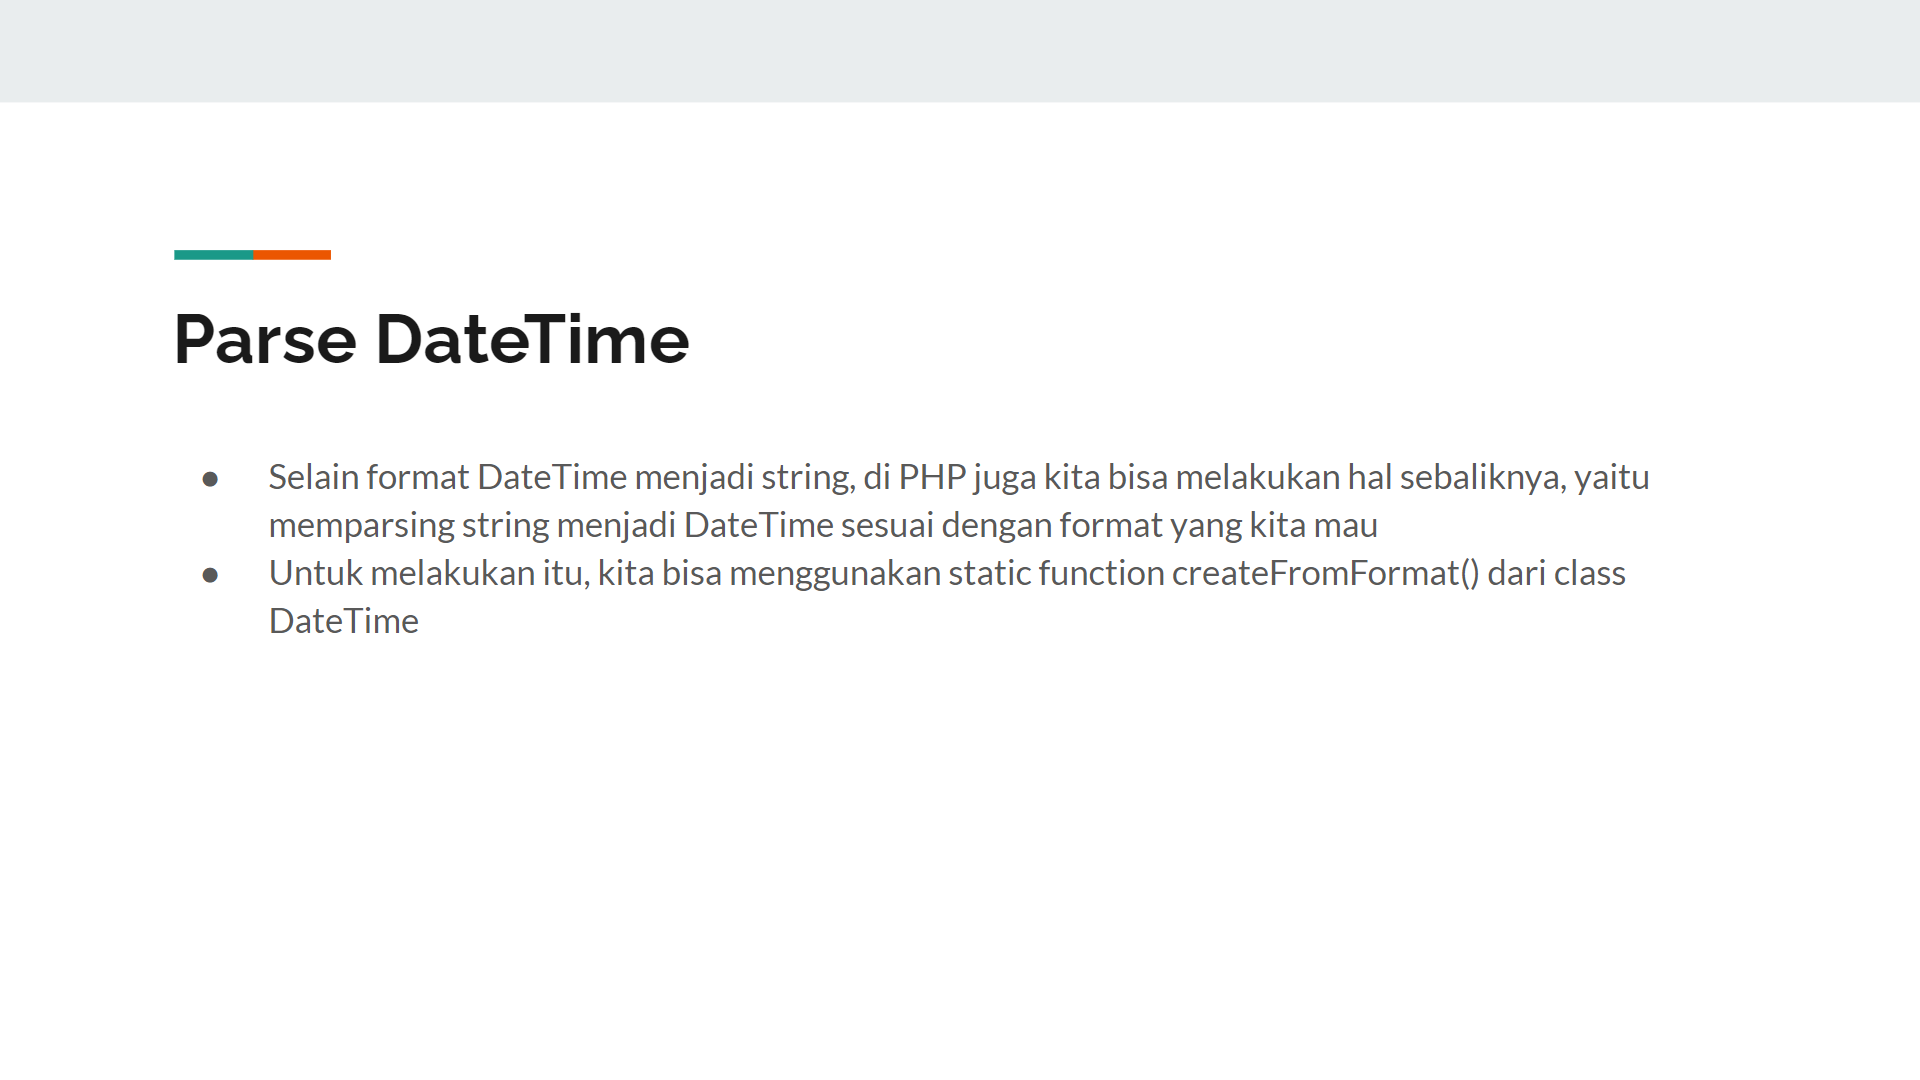 Parse DateTime
● Selain format DateTime menjadi string, di PHP juga kita bisa melakukan hal sebaliknya, yaitu
memparsing string menjadi DateTime sesuai dengan format yang kita mau
● Untuk melakukan itu, kita bisa menggunakan static function createFromFormat() dari class
DateTime